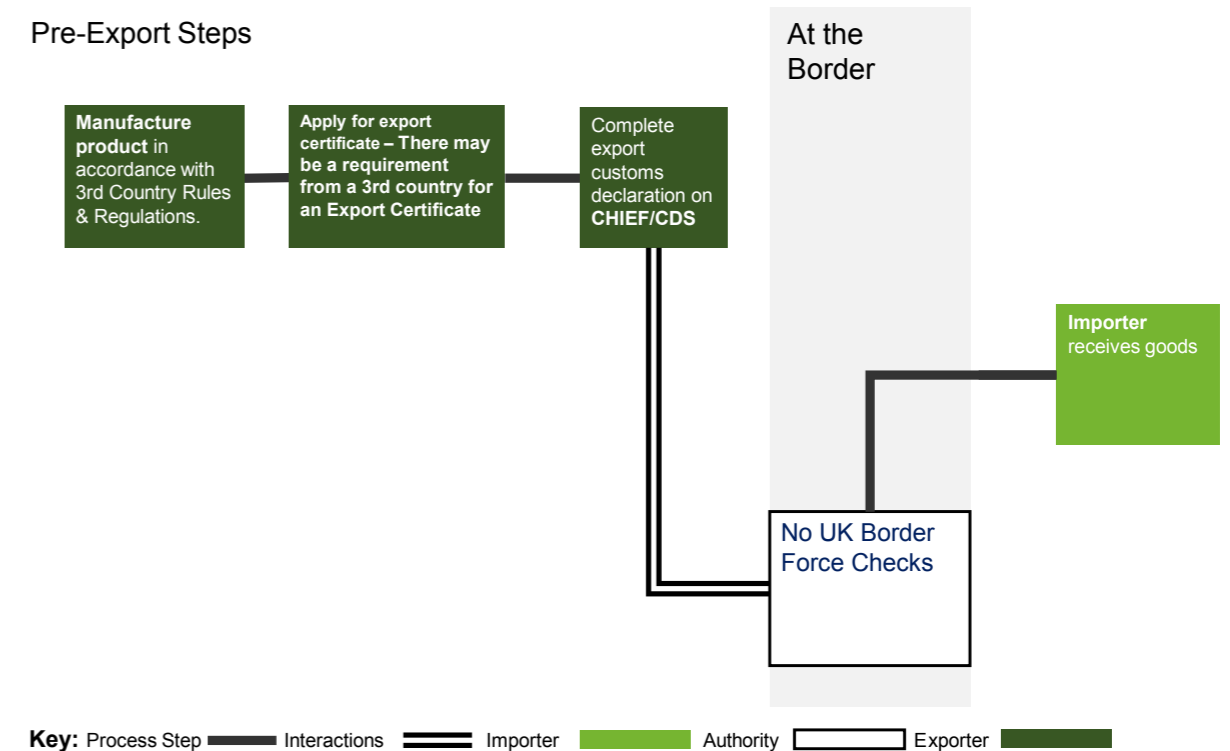 Pre-Export Steps
At the
Border
Manufacture
product in
accordance with
3rd Country Rules
& Regulations.
Apply for export
certificate – There may
be a requirement
from a 3rd country for
an Export Certificate
Complete
export
customs
declaration on
CHIEF/CDS
Importer
receives goods
No UK Border
Force Checks
Key: Process Step Interactions Importer Authority Exporter